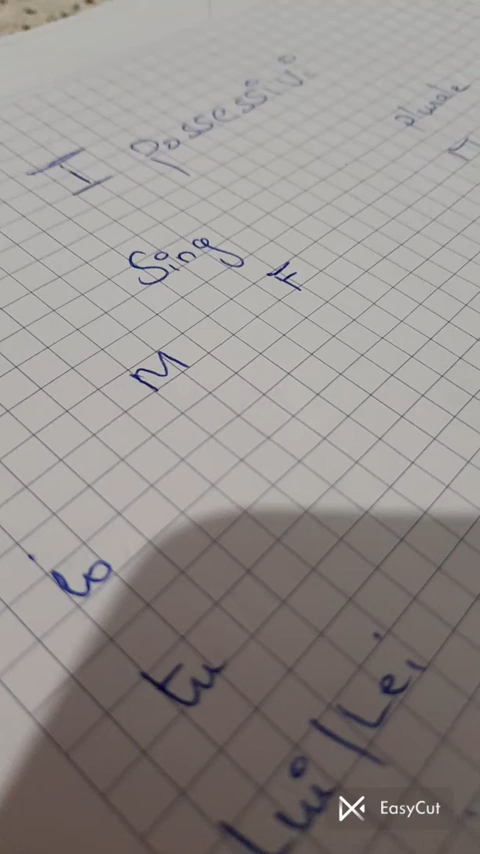 I possessivi
Sing plurale
M F M
io
tu
Lui/Lei
EasyCut